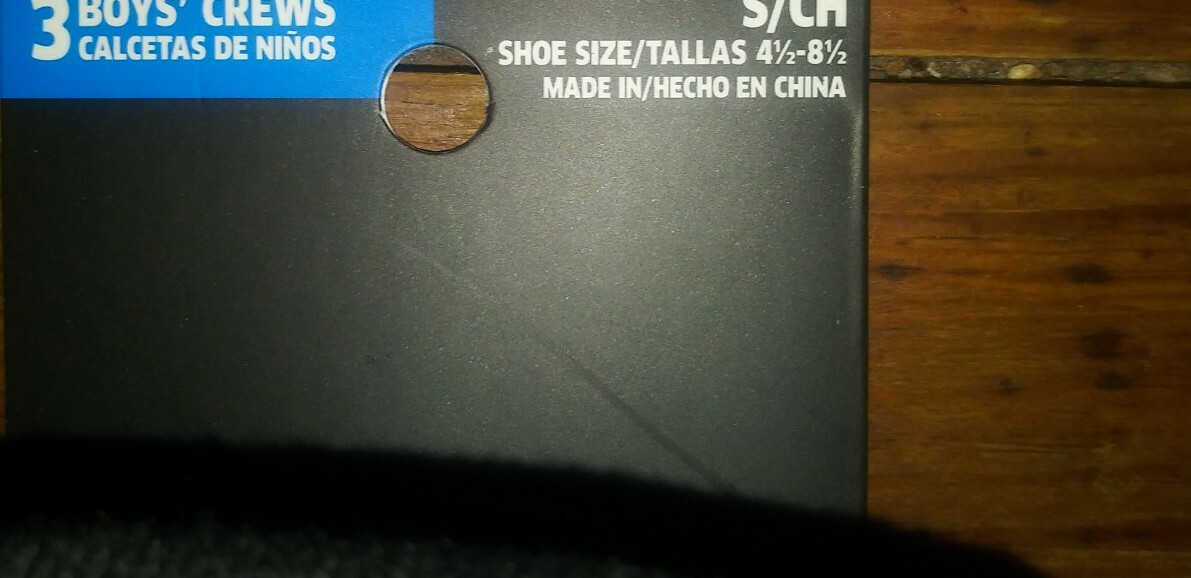 3 BOYS' CREWS
CALCETAS DE NIÑOS
S/CH
SHOE SIZE/TALLAS 4½-8½
MADE IN/HECHO EN CHINA